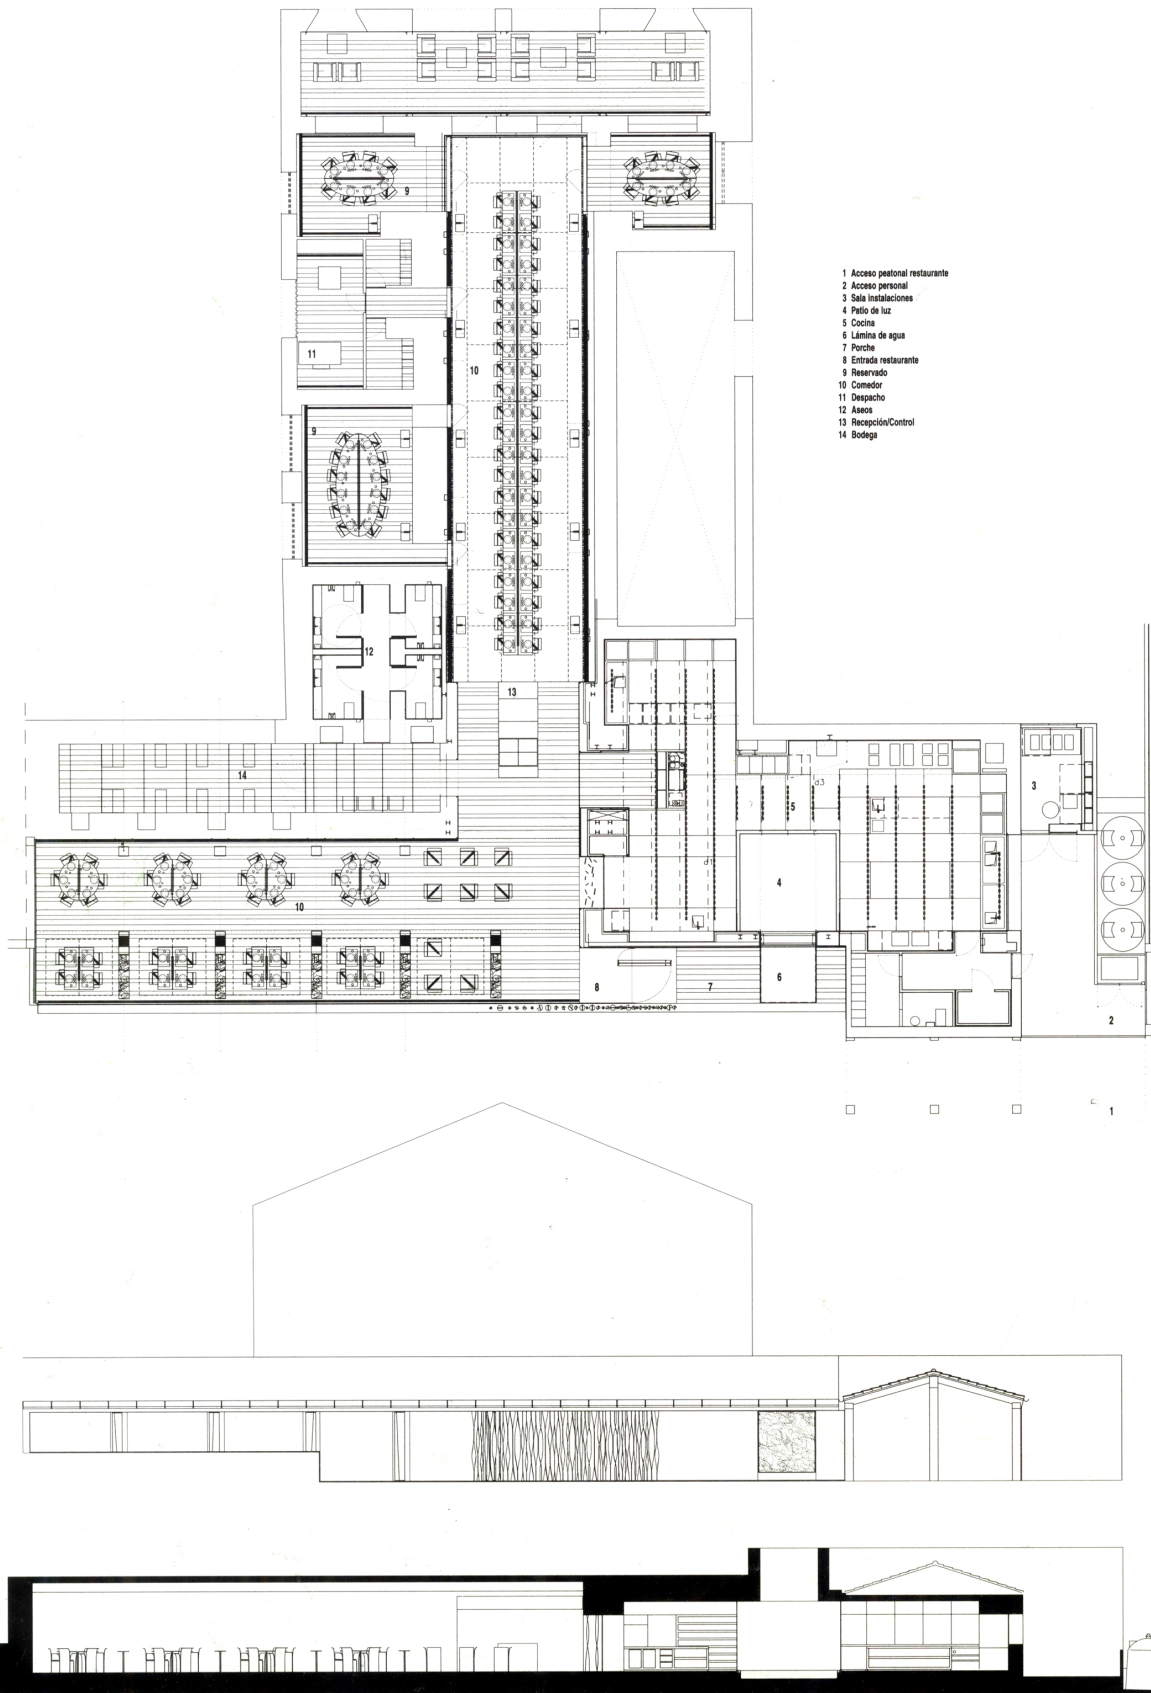 9
11
10
9
12
13
14
10
3
5
d3
d1
4
8
7
6
2
1
1 Acceso peatonal restaurante
2 Acceso personal
3 Sala instalaciones
4 Patio de luz
5 Cocina
6 Lámina de agua
7 Porche
8 Entrada restaurante
9 Reservado
10 Comedor
11 Despacho
12 Aseos
13 Recepción/Control
14 Bodega